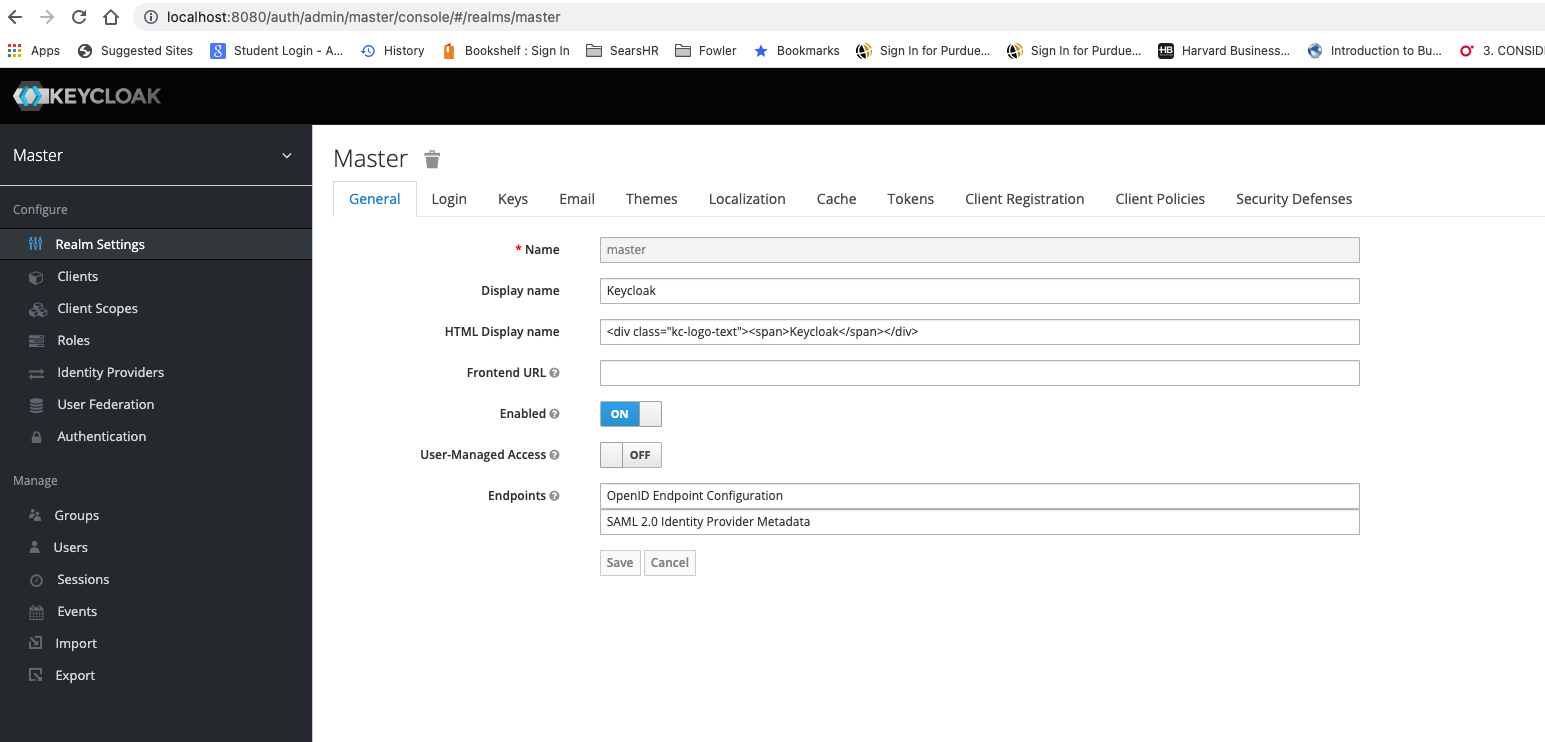 localhost:8080/auth/admin/master/console/#/realms/master
Apps Suggested Sites Student Login - A... History Bookshelf : Sign In SearsHR Fowler Bookmarks Sign In for Purdue... Sign In for Purdue... HB Harvard Business... Introduction to Bu... 3. CONSID
KEYCLOAK
Master
Configure
Realm Settings
Clients
Client Scopes
Roles
Identity Providers
User Federation
Authentication
Manage
Groups
Users
Sessions
Events
Import
Export
Master
General Login Keys Email Themes Localization Cache Tokens Client Registration Client Policies Security Defenses
* Name master
Display name Keycloak
HTML Display name <div class="kc-logo-text"><span>Keycloak</span></div>
Frontend URL
Enabled ON
User-Managed Access OFF
Endpoints OpenID Endpoint Configuration
SAML 2.0 Identity Provider Metadata
Save Cancel